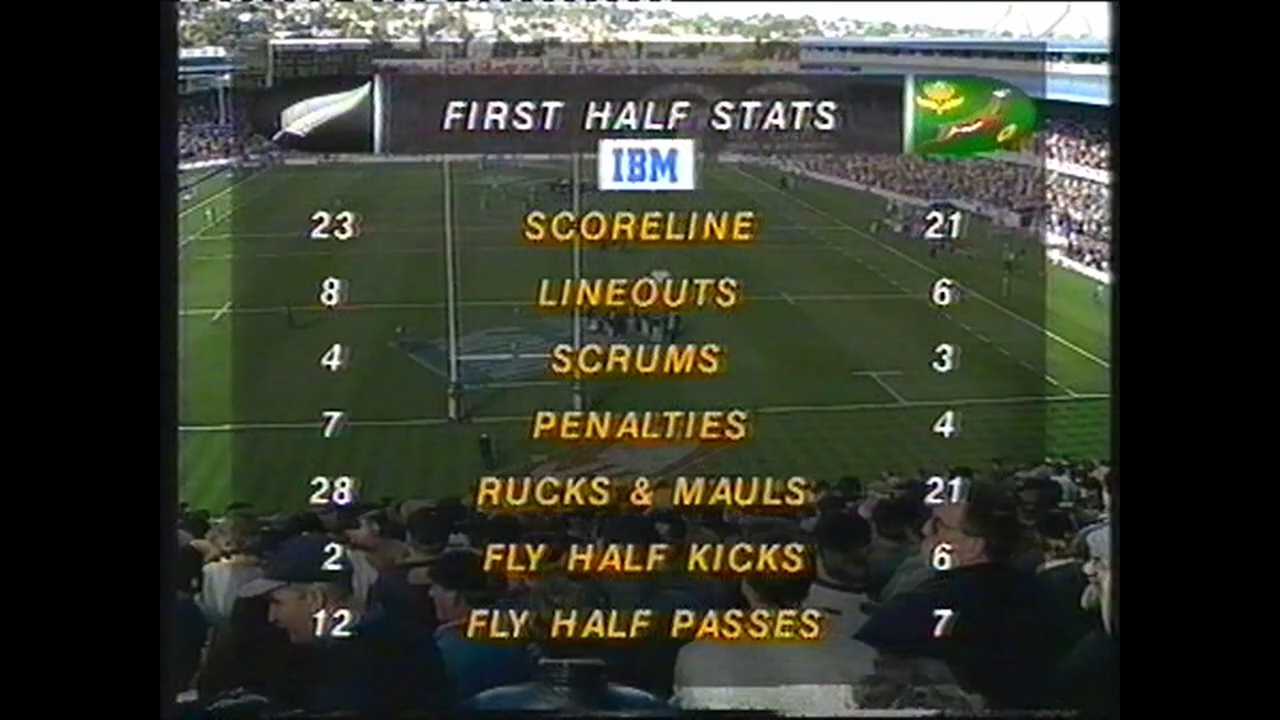 FIRST HALF STATS
IBM
23 SCORELINE 21
8 LINEOUTS 6
4 SCRUMS 3
7 PENALTIES 4
28 RUCKS & MAULS 21
2 FLY HALF KICKS 6
12 FLY HALF PASSES 7